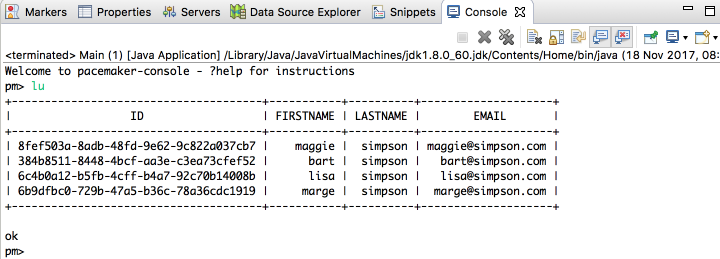 Markers Properties Servers Data Source Explorer Snippets Console
<terminated> Main (1) [Java Application] /Library/Java/JavaVirtualMachines/jdk1.8.0_60.jdk/Contents/Home/bin/java (18 Nov 2017, 08:
Welcome to pacemaker-console - ?help for instructions
pm> lu
+--------------------------------------+-----------+----------+-------------------+
| ID | FIRSTNAME | LASTNAME | EMAIL |
+--------------------------------------+-----------+----------+-------------------+
| 8fef503a-8adb-48fd-9e62-9c822a037cb7 | maggie | simpson | maggie@simpson.com |
| 384b8511-8448-4bcf-aa3e-c3ea73cfef52 | bart | simpson | bart@simpson.com |
| 6c4b0a12-b5fb-4cff-b4a7-92c70b14008b | lisa | simpson | lisa@simpson.com |
| 6b9dfbc0-729b-47a5-b36c-78a36cdc1919 | marge | simpson | marge@simpson.com |
+--------------------------------------+-----------+----------+-------------------+
ok
pm>